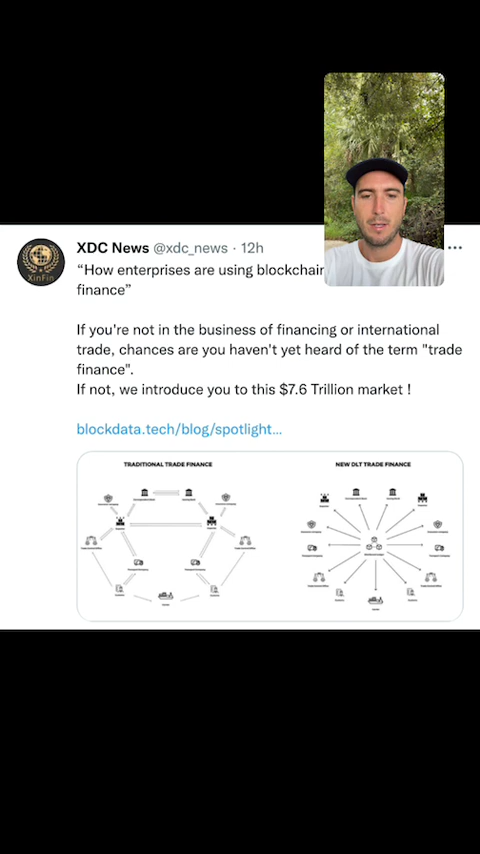 XDC News @xdc_news · 12h
XinFin
“How enterprises are using blockchain
finance”
If you're not in the business of financing or international
trade, chances are you haven't yet heard of the term "trade
finance".
If not, we introduce you to this $7.6 Trillion market !
blockdata.tech/blog/spotlight...
TRADITIONAL TRADE FINANCE
NEW DLT TRADE FINANCE